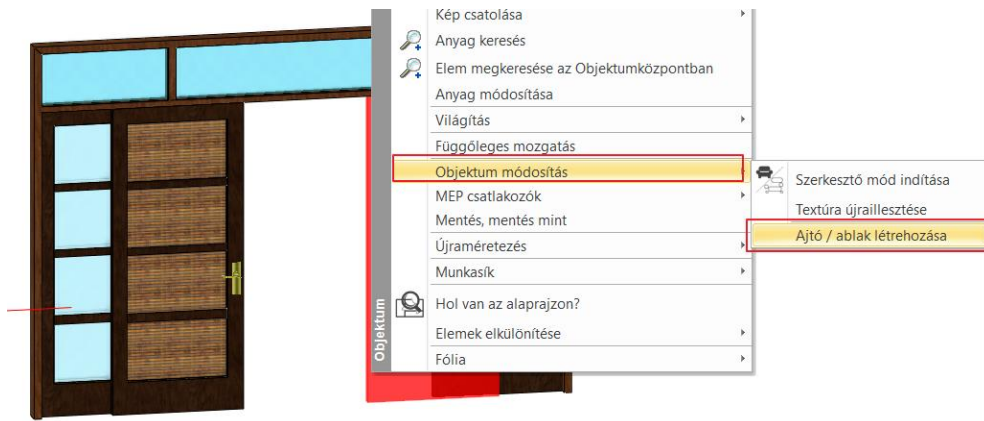 Kép csatolása
Anyag keresés
Elem megkeresése az Objektumközpontban
Anyag módosítása
Világítás
Függőleges mozgatás
Objektum módosítás
MEP csatlakozók
Mentés, mentés mint
Újraméretezés
Munkasík
Hol van az alaprajzon?
Elemek elkülönítése
Fólia
Objektum
Szerkesztő mód indítása
Textúra újraillesztése
Ajtó / ablak létrehozása